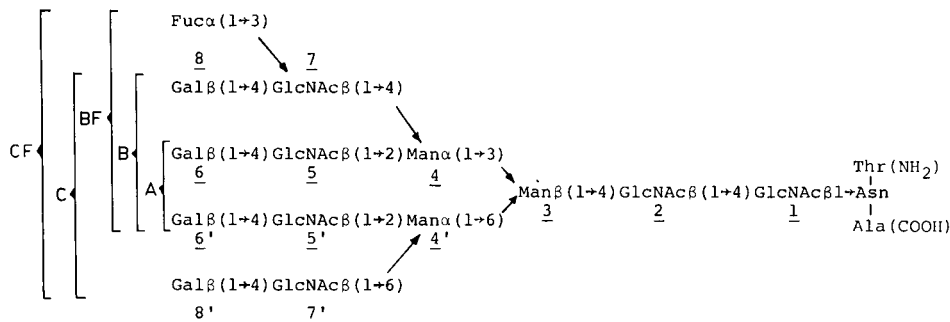 Fucα(1→3)
8 7
Galβ(1→4)GlcNAcβ(1→4)
BF
CF
B
Galβ(1→4)GlcNAcβ(1→2)Manα(1→3)
C
A
6 5 4
Thr(NH2)
Manβ(1→4)GlcNAcβ(1→4)GlcNAcβ1→Asn
3 2 1
Galβ(1→4)GlcNAcβ(1→2)Manα(1→6)
6' 5' 4'
Ala(COOH)
Galβ(1→4)GlcNAcβ(1→6)
8' 7'